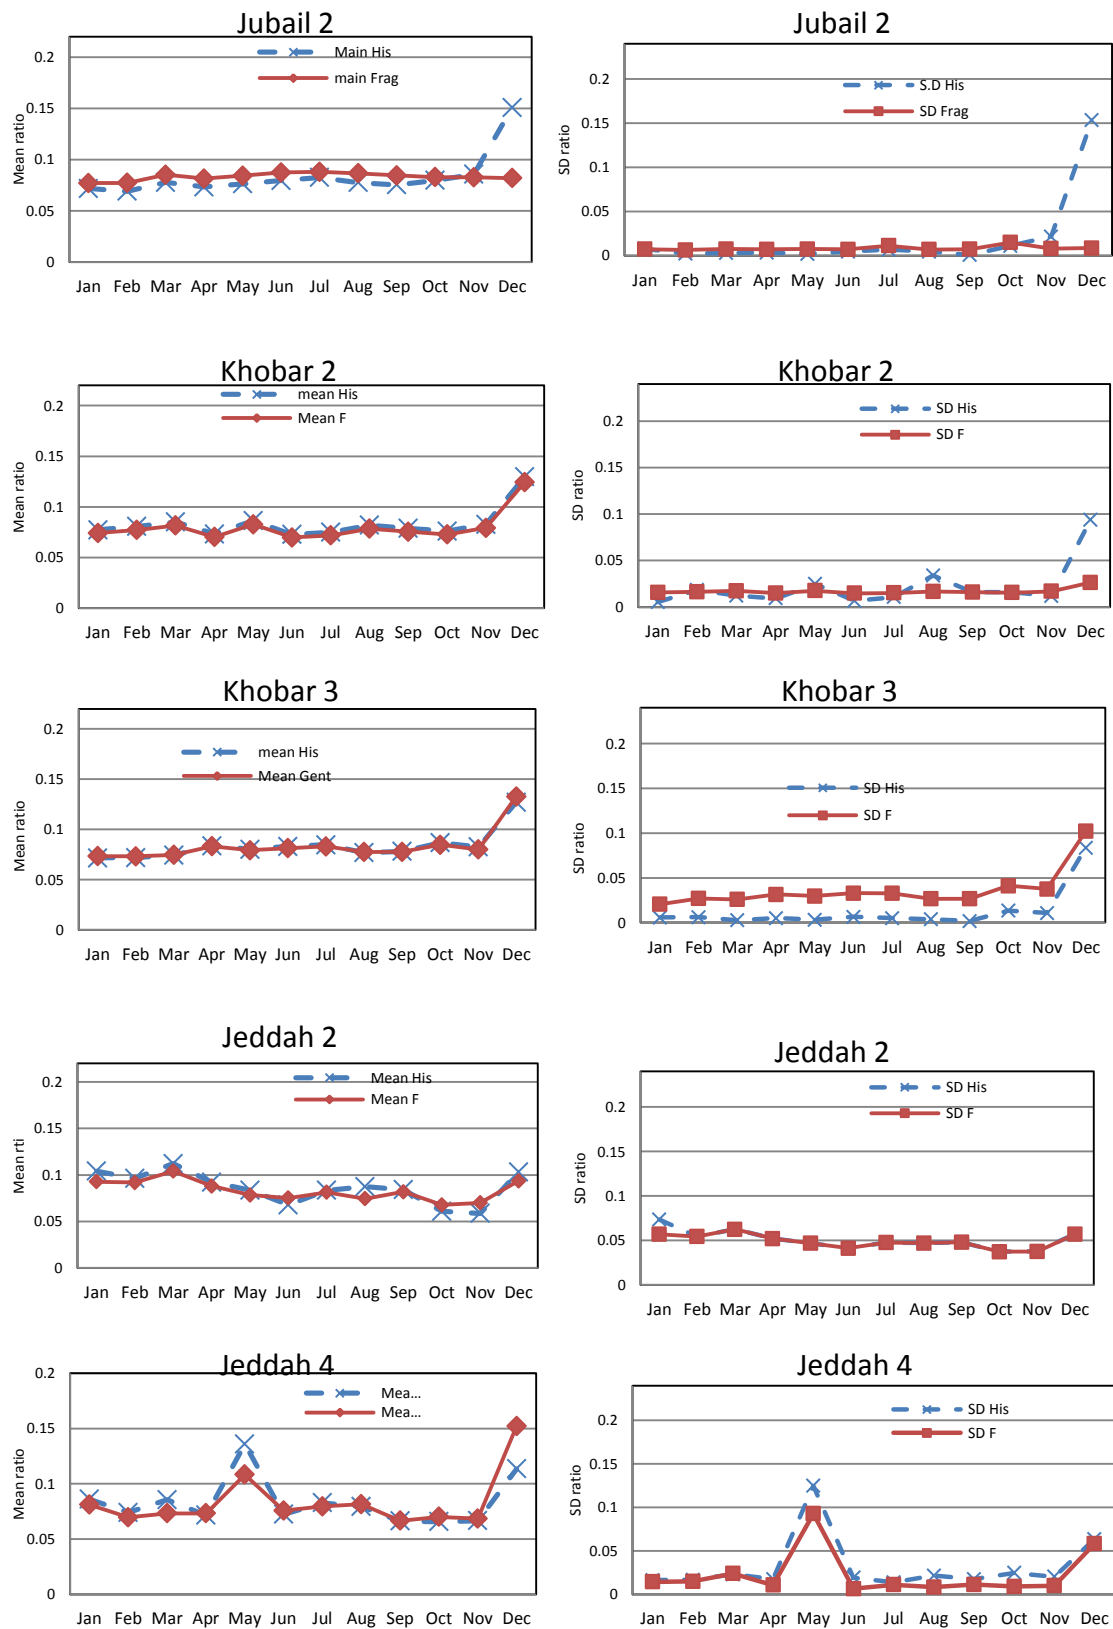 Jubail 2
Main His
main Frag
Mean ratio
0.2
0.15
0.1
0.05
0
Jan Feb Mar Apr May Jun Jul Aug Sep Oct Nov Dec
Jubail 2
S.D His
SD Frag
SD ratio
0.2
0.15
0.1
0.05
0
Jan Feb Mar Apr May Jun Jul Aug Sep Oct Nov Dec
Khobar 2
mean His
Mean F
Mean ratio
0.2
0.15
0.1
0.05
0
Jan Feb Mar Apr May Jun Jul Aug Sep Oct Nov Dec
Khobar 2
SD His
SD F
SD ratio
0.2
0.15
0.1
0.05
0
Jan Feb Mar Apr May Jun Jul Aug Sep Oct Nov Dec
Khobar 3
mean His
Mean Gent
Mean ratio
0.2
0.15
0.1
0.05
0
Jan Feb Mar Apr May Jun Jul Aug Sep Oct Nov Dec
Khobar 3
SD His
SD F
SD ratio
0.2
0.15
0.1
0.05
0
Jan Feb Mar Apr May Jun Jul Aug Sep Oct Nov Dec
Jeddah 2
Mean His
Mean F
Mean rti
0.2
0.15
0.1
0.05
0
Jan Feb Mar Apr May Jun Jul Aug Sep Oct Nov Dec
Jeddah 2
SD His
SD F
SD ratio
0.2
0.15
0.1
0.05
0
Jan Feb Mar Apr May Jun Jul Aug Sep Oct Nov Dec
Jeddah 4
Mea...
Mea...
Mean ratio
0.2
0.15
0.1
0.05
0
Jan Feb Mar Apr May Jun Jul Aug Sep Oct Nov Dec
Jeddah 4
SD His
SD F
SD ratio
0.2
0.15
0.1
0.05
0
Jan Feb Mar Apr May Jun Jul Aug Sep Oct Nov Dec